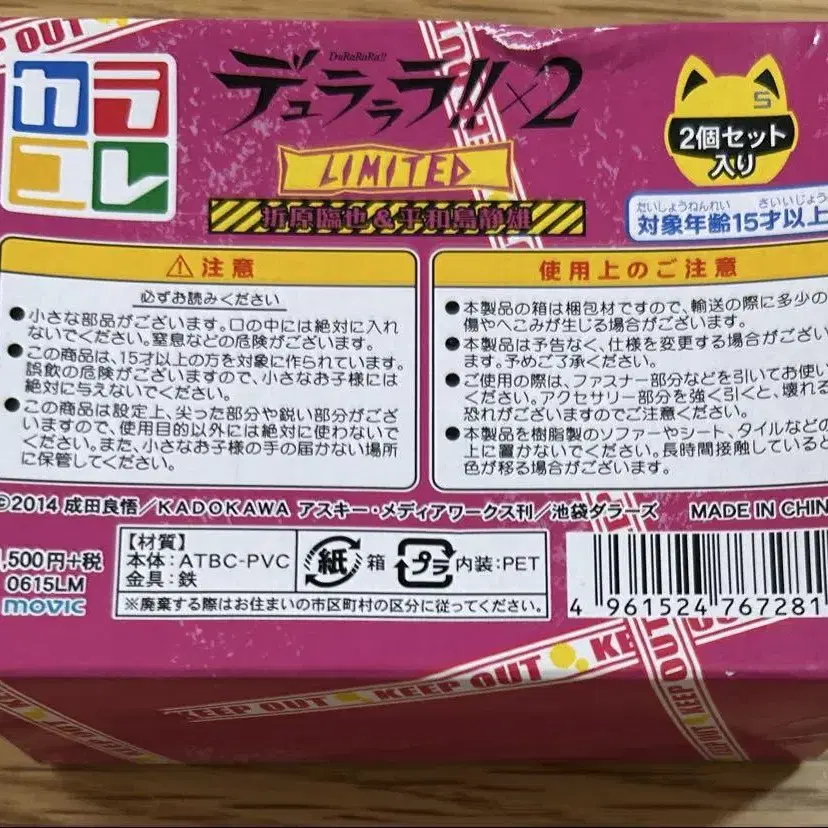 KEEP OUT
カラコレ
DuRaRaRa!!
デュラララ!!×2
LIMITED
折原臨也&平和島静雄
S
2個セット
入り
たいしょうねんれい さいいじょう
対象年齢15才以上
⚠注意
必ずお読みください
●小さな部品がございます。口の中には絶対に入れ
ないでください。窒息などの危険がございます。
●この商品は、15才以上の方を対象に作られています。
誤飲の危険がございますので、小さなお子様には
絶対に与えないでください。
●この商品は設定上、尖った部分や鋭い部分がござ
いますので、使用目的以外には絶対に使わないで
ください。また、小さなお子様の手の届かない場所
に保管してください。
使用上のご注意
●本製品の箱は梱包材ですので、輸送の際に多少の
傷やへこみが生じる場合がございます。
●本製品は予告なく、仕様を変更する場合がござい
ます。予めご了承ください。
●ご使用の際は、ファスナー部分などを引いてお使い
ください。アクセサリー部分を強く引くと、壊れる
恐れがございますのでご注意ください。
●本製品を樹脂製のソファーやシート、タイルなどの
上に置かないでください。長時間接触していると
色が移る場合がございます。
©2014 成田良悟/KADOKAWA アスキー・メディアワークス刊/池袋ダラーズ MADE IN CHIN
,500円+税
0615LM
movic
【材質】
本体:ATBC-PVC
金具:鉄
紙 箱 プラ 内装:PET
※廃棄する際はお住まいの市区町村の区分に従ってください。
4 961524 767281
KEEP OUT KEEP OUT KE
KEEP OUT